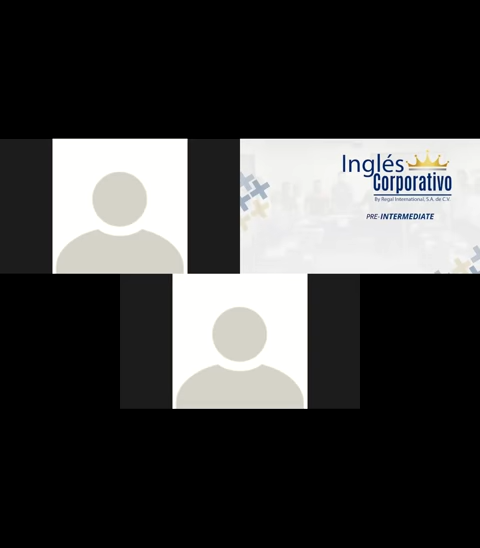 Inglés
Corporativo
By Regal International, S.A. de C.V.
PRE-INTERMEDIATE